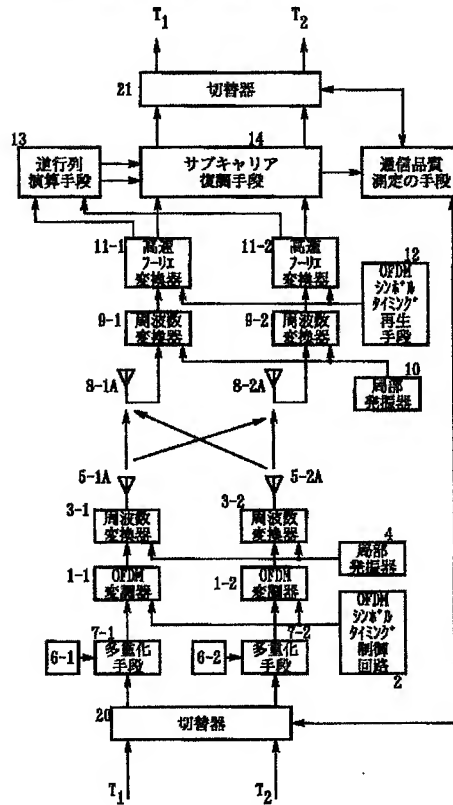 T1 T2
21 切替器
13 14
逆行列
演算手段
サブキャリア
復調手段
通信品質
測定の手段
11-1 11-2 12
高速
フーリエ
変換器
高速
フーリエ
変換器
OFDM
シンボル
タイミング
再生
手段
9-1 9-2
周波数
変換器
周波数
変換器
8-1A 8-2A 10
局部
発振器
5-1A 5-2A
3-1 3-2
周波数
変換器
周波数
変換器
4
局部
発振器
1-1 OFDM
変調器
1-2 OFDM
変調器
OFDM
シンボル
タイミング
制御
回路
2
7-1 7-2
6-1 多重化
手段
6-2 多重化
手段
20 切替器
T1 T2